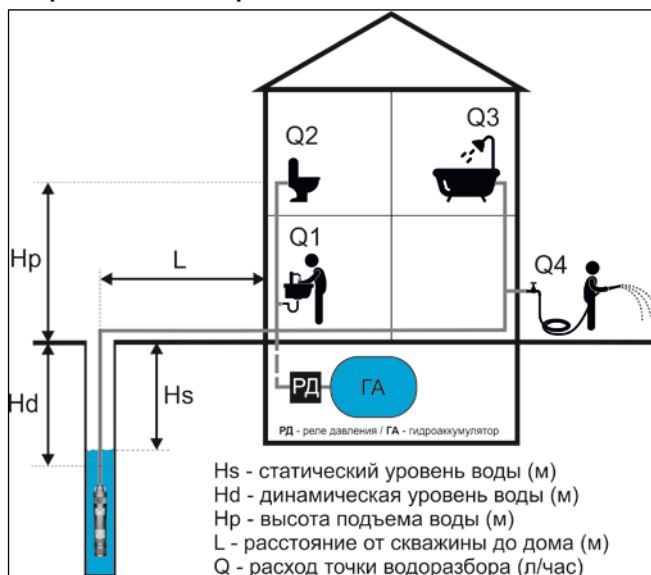 Q2
Q3
Q1
Q4
Hp
L
Hd
Hs
РД
ГА
РД - реле давления / ГА - гидроаккумулятор
Hs - статический уровень воды (м)
Hd - динамическая уровень воды (м)
Hp - высота подъема воды (м)
L - расстояние от скважины до дома (м)
Q - расход точки водоразбора (л/час)